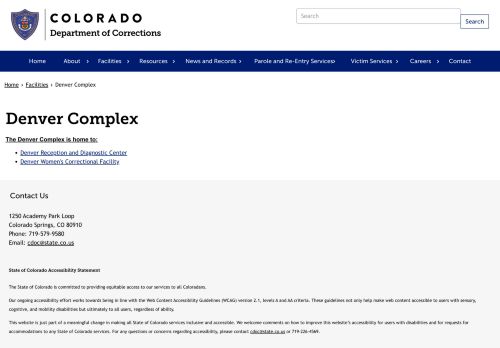 COLORADO
Department of Corrections
Search
Search
Home About › Facilities › Resources › News and Records › Parole and Re-Entry Services› Victim Services › Careers › Contact
Home › Facilities › Denver Complex
Denver Complex
The Denver Complex is home to:
• Denver Reception and Diagnostic Center
• Denver Women's Correctional Facility
Contact Us
1250 Academy Park Loop
Colorado Springs, CO 80910
Phone: 719-579-9580
Email: cdoc@state.co.us
State of Colorado Accessibility Statement
The State of Colorado is committed to providing equitable access to our services to all Coloradans.
Our ongoing accessibility effort works towards being in line with the Web Content Accessibility Guidelines (WCAG) version 2.1, levels A and AA criteria. These guidelines not only help make web content accessible to users with sensory,
cognitive, and mobility disabilities but ultimately to all users, regardless of ability.
This website is just part of a meaningful change in making all State of Colorado services inclusive and accessible. We welcome comments on how to improve this website's accessibility for users with disabilities and for requests for
accommodations to any State of Colorado services. For any questions or concerns regarding accessibility, please contact cdoc@state.co.us or 719-226-4569.